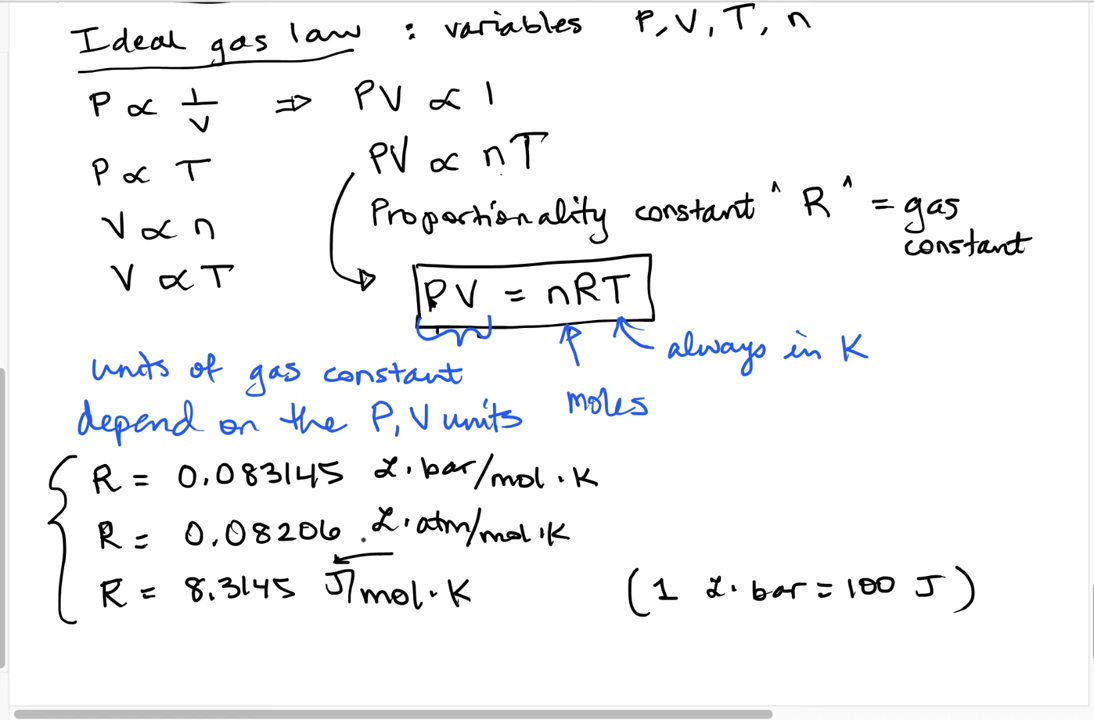 Ideal gas law : variables P, V, T, n
P ∝ 1/V ⇒ PV ∝ 1
P ∝ T
PV ∝ nT
V ∝ n
Proportionality constant "R" = gas constant
V ∝ T
PV = nRT
always in K
moles
units of gas constant
depend on the P, V units
R = 0.083145 L·bar/mol·K
R = 0.08206 L·atm/mol·K
R = 8.3145 J/mol·K (1 L·bar = 100 J)